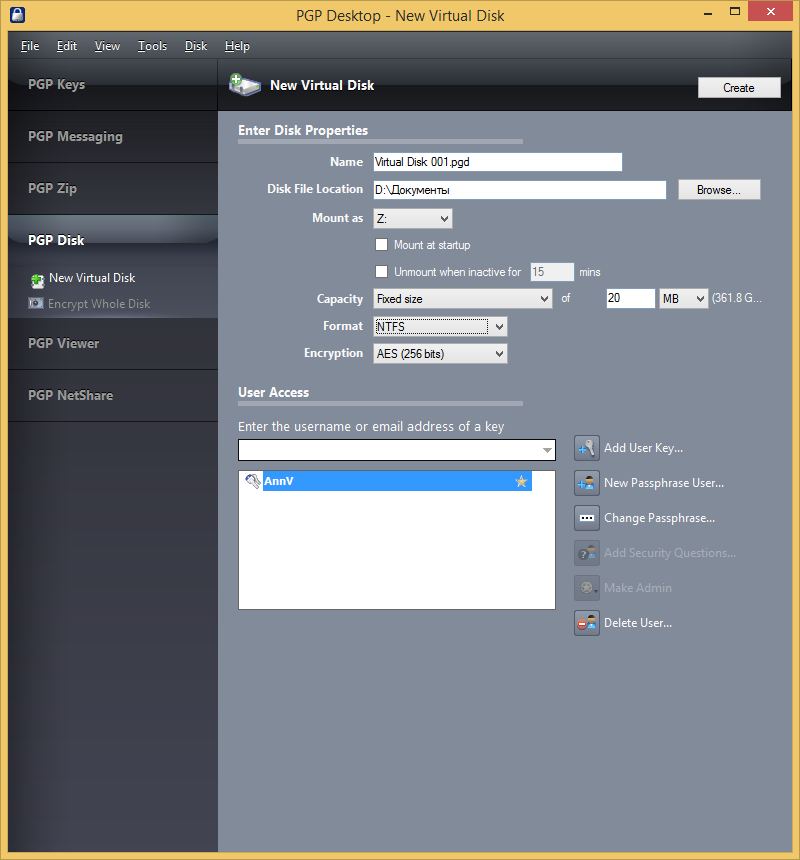 PGP Desktop - New Virtual Disk
File Edit View Tools Disk Help
PGP Keys
PGP Messaging
PGP Zip
PGP Disk
New Virtual Disk
Encrypt Whole Disk
PGP Viewer
PGP NetShare
New Virtual Disk
Create
Enter Disk Properties
Name Virtual Disk 001.pgd
Disk File Location D:\Документы Browse...
Mount as Z:
Mount at startup
Unmount when inactive for 15 mins
Capacity Fixed size of 20 MB (361.8 G...
Format NTFS
Encryption AES (256 bits)
User Access
Enter the username or email address of a key
AnnV
Add User Key...
New Passphrase User...
Change Passphrase...
Add Security Questions...
Make Admin
Delete User...